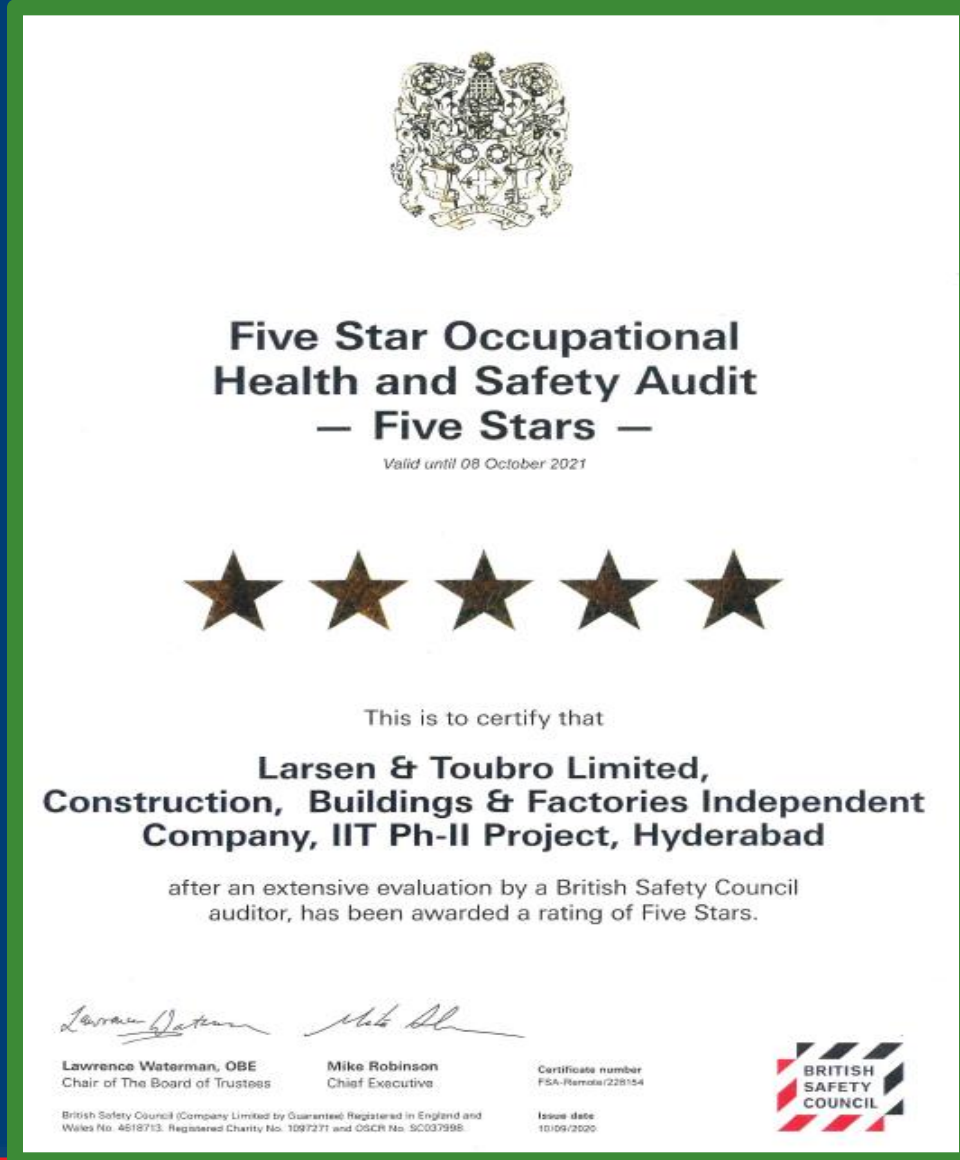 Five Star Occupational
Health and Safety Audit
— Five Stars —
Valid until 08 October 2021
This is to certify that
Larsen & Toubro Limited,
Construction, Buildings & Factories Independent
Company, IIT Ph-II Project, Hyderabad
after an extensive evaluation by a British Safety Council
auditor, has been awarded a rating of Five Stars.
Lawrence Waterman, OBE
Chair of The Board of Trustees
Mike Robinson
Chief Executive
British Safety Council (Company Limited by Guarantee) Registered in England and
Wales No. 4618713. Registered Charity No. 1097271 and OSCR No. SC037998.
Certificate number
FSA-Remote/228154
Issue date
10/09/2020
BRITISH
SAFETY
COUNCIL